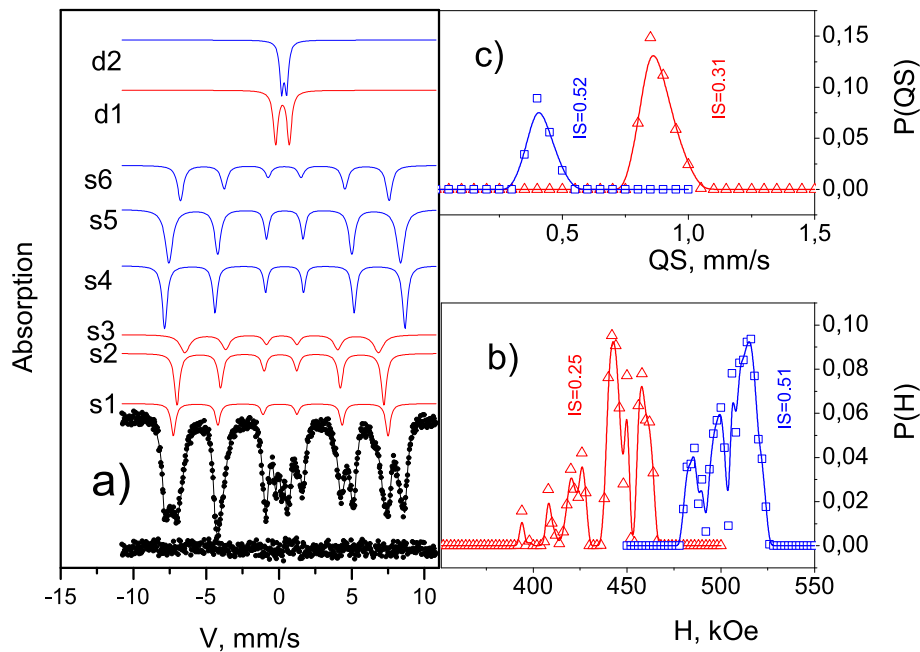 d2
d1
s6
s5
s4
s3
s2
s1
a)
Absorption
-15 -10 -5 0 5 10
V, mm/s
c)
IS=0.52
IS=0.31
0,15
0,10
0,05
0,00
P(QS)
0,5 1,0 1,5
QS, mm/s
b)
IS=0.25
IS=0.51
0,10
0,08
0,06
0,04
0,02
0,00
P(H)
400 450 500 550
H, kOe